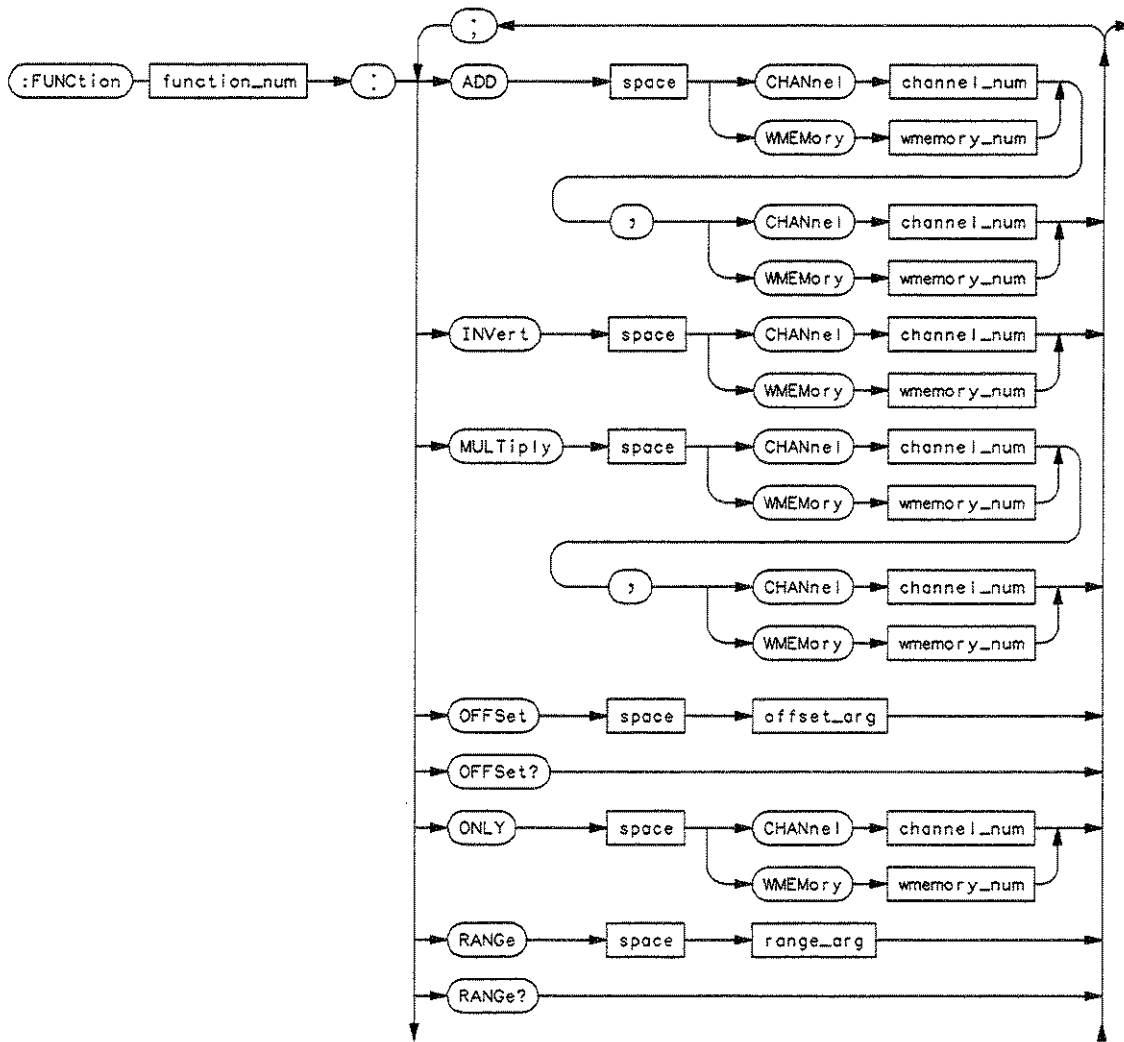 ;
:FUNCtion function_num : ADD space CHANnel channel_num
WMEMory wmemory_num
, CHANnel channel_num
WMEMory wmemory_num
INVert space CHANnel channel_num
WMEMory wmemory_num
MULTiply space CHANnel channel_num
WMEMory wmemory_num
, CHANnel channel_num
WMEMory wmemory_num
OFFSet space offset_arg
OFFSet?
ONLY space CHANnel channel_num
WMEMory wmemory_num
RANGe space range_arg
RANGe?